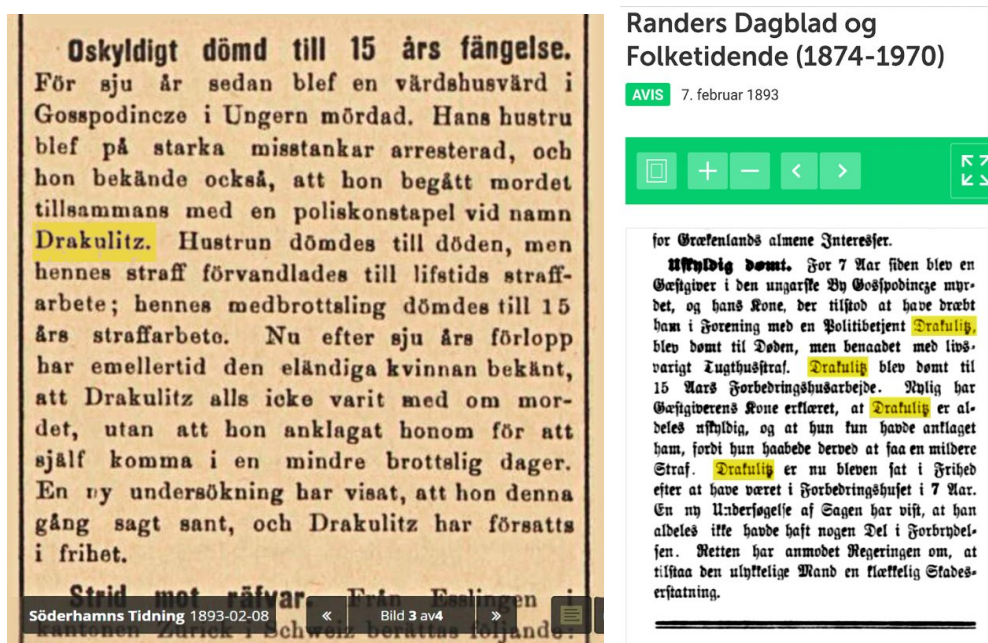 Oskyldigt dömd till 15 års fängelse.
För sju år sedan blef en värdshusvärd i
Gosspodincze i Ungern mördad. Hans hustru
blef på starka misstankar arresterad, och
hon bekände också, att hon begått mordet
tillsammans med en poliskonstapel vid namn
Drakulitz. Hustrun dömdes till döden, men
hennes straff förvandlades till lifstids straff-
arbete; hennes medbrottsling dömdes till 15
års straffarbete. Nu efter sju års förlopp
har emellertid den eländiga kvinnan bekänt,
att Drakulitz alls icke varit med om mor-
det, utan att hon anklagat honom för att
själf komma i en mindre brottslig dager.
En ny undersökning har visat, att hon denna
gång sagt sant, och Drakulitz har försatts
i frihet.
Strid mot räfvar. Från Esslingen i
kantonen Zürich i Schweiz berättas följande:
Söderhamns Tidning 1893-02-08 « Bild 3 av4 »
Randers Dagblad og
Folketidende (1874-1970)
AVIS 7. februar 1893
for Grækenlands almene Interesser.
Uskyldig dømt. For 7 Aar siden blev en
Gæstgiver i den ungarske By Gosspodincze myr-
det, og hans Kone, der tilstod at have dræbt
ham i Forening med en Politibetjent Drakulitz,
blev dømt til Døden, men benaadet med livs-
varigt Tugthusstraf. Drakulitz blev dømt til
15 Aars Forbedringshusarbejde. Nylig har
Gæstgiverens Kone erklæret, at Drakulitz er al-
deles uskyldig, og at hun kun havde anklaget
ham, fordi hun haabede derved at faa en mildere
Straf. Drakulitz er nu bleven sat i Frihed
efter at have været i Forbedringshuset i 7 Aar.
En ny Undersøgelse af Sagen har vist, at han
aldeles ikke havde haft nogen Del i Forbrydel-
sen. Retten har anmodet Regeringen om, at
tilstaa den ulykkelige Mand en klækkelig Skades-
erstatning.